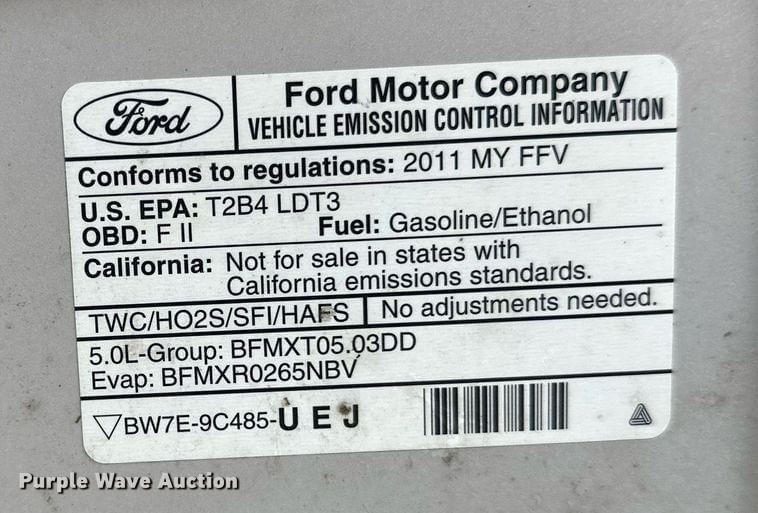 Ford
Ford Motor Company
VEHICLE EMISSION CONTROL INFORMATION
Conforms to regulations: 2011 MY FFV
U.S. EPA: T2B4 LDT3
OBD: F II Fuel: Gasoline/Ethanol
California: Not for sale in states with
California emissions standards.
TWC/HO2S/SFI/HAFS No adjustments needed.
5.0L-Group: BFMXT05.03DD
Evap: BFMXR0265NBV
BW7E-9C485-U E J
Purple Wave Auction